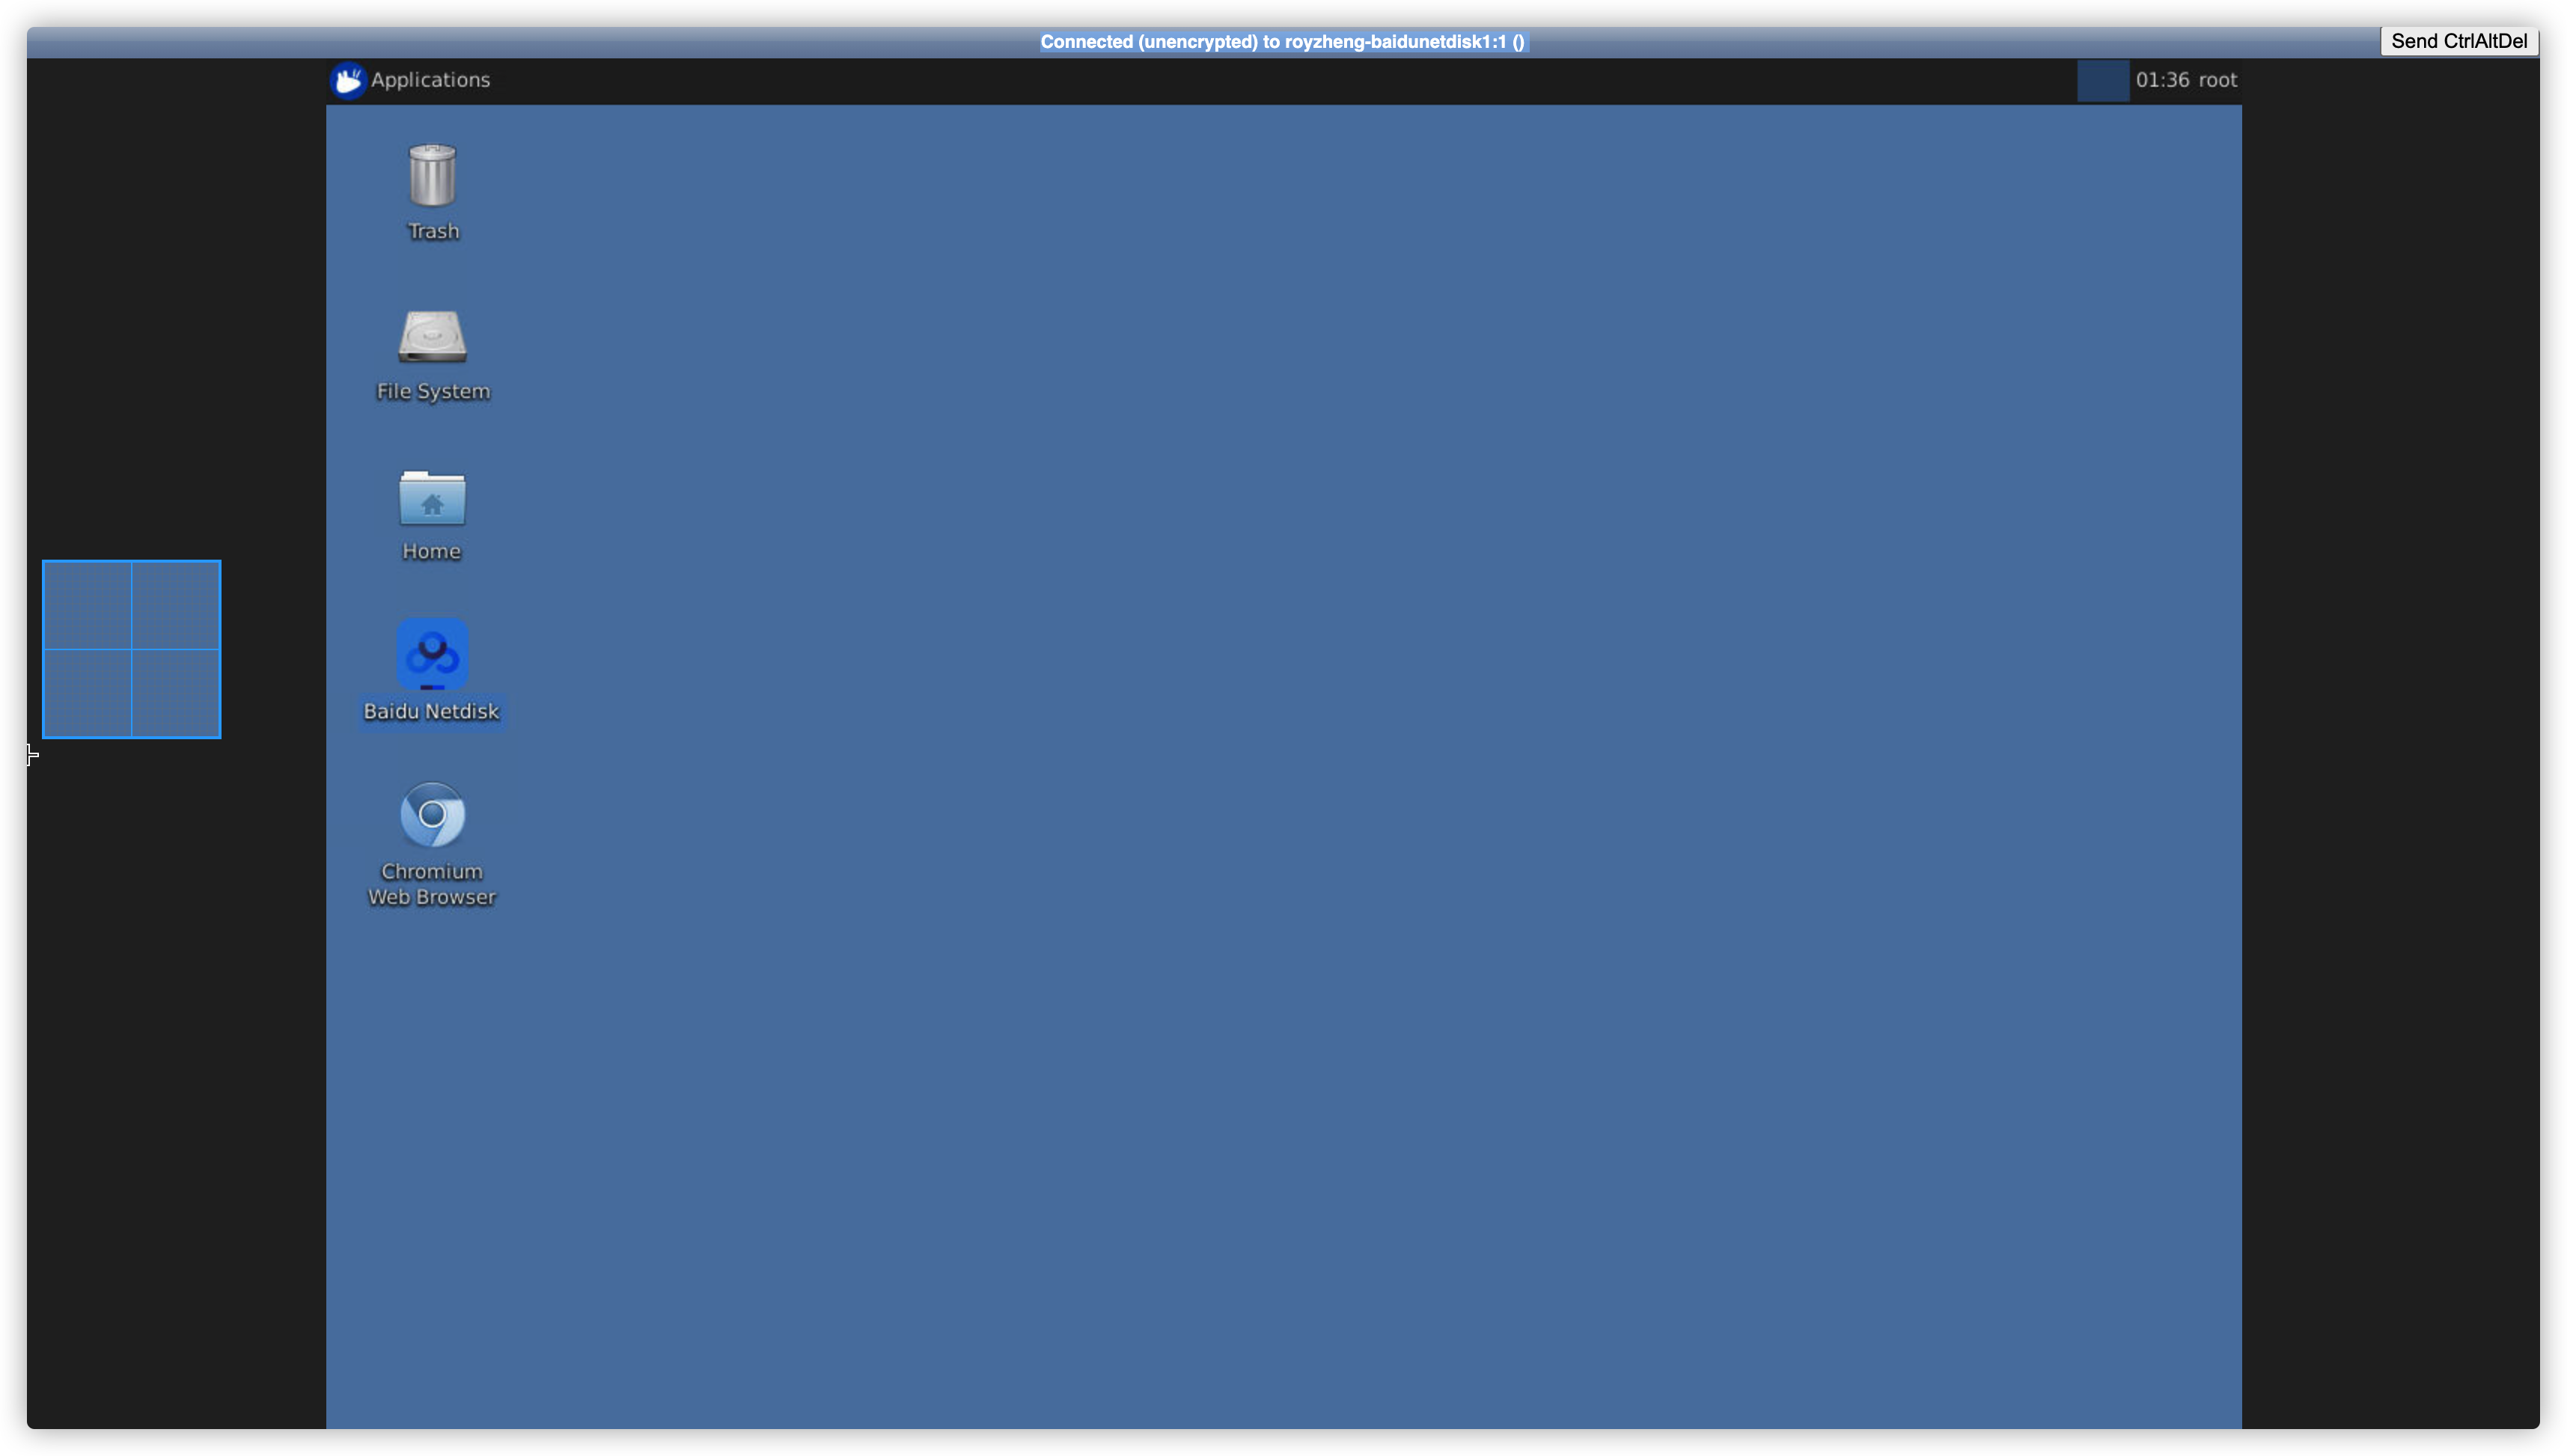 Connected (unencrypted) to royzheng-baidunetdisk1:1 ()
Send CtrlAltDel
Applications
01:36 root
Trash
File System
Home
Baidu Netdisk
Chromium
Web Browser